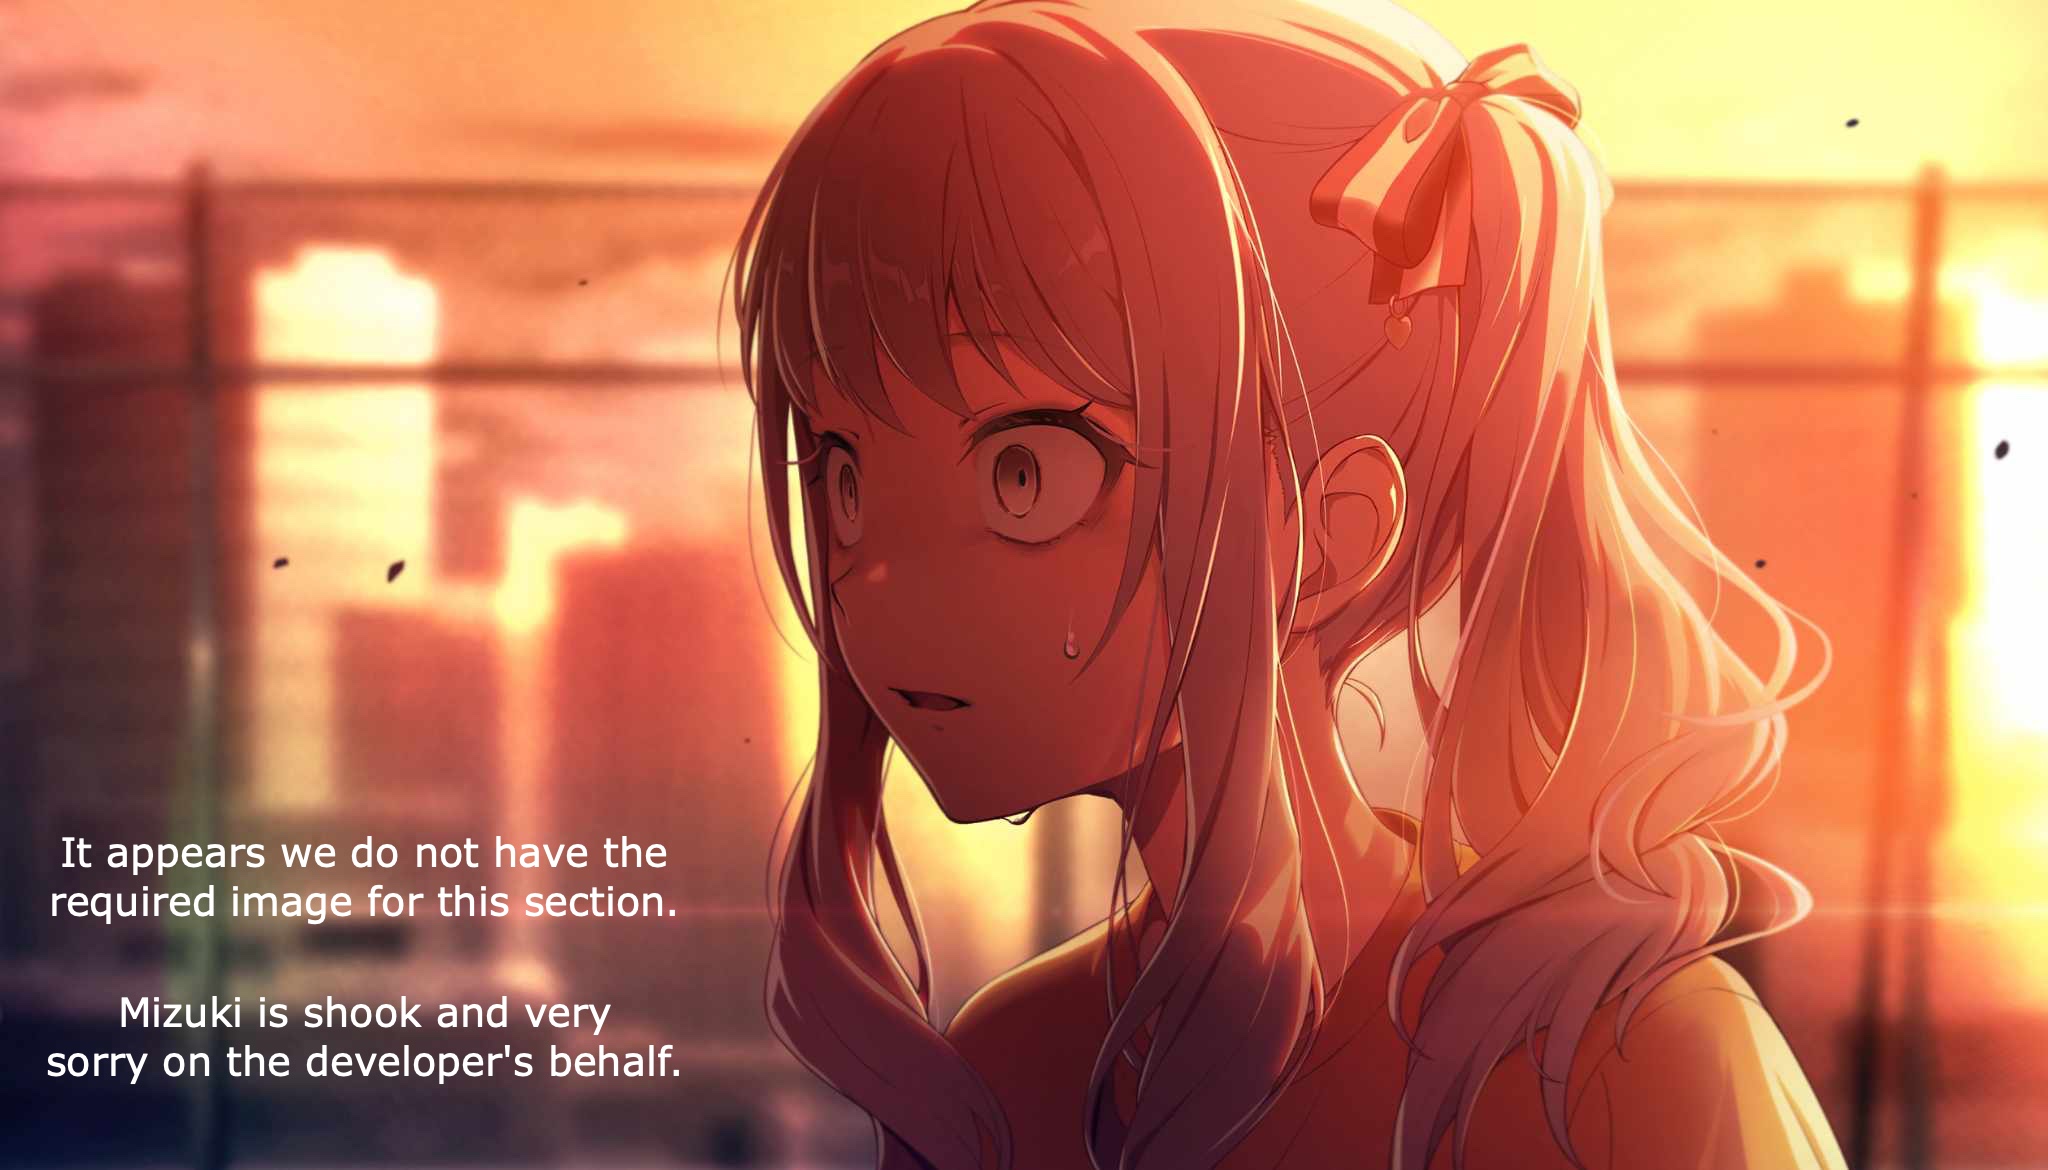 It appears we do not have the
required image for this section.
Mizuki is shook and very
sorry on the developer's behalf.